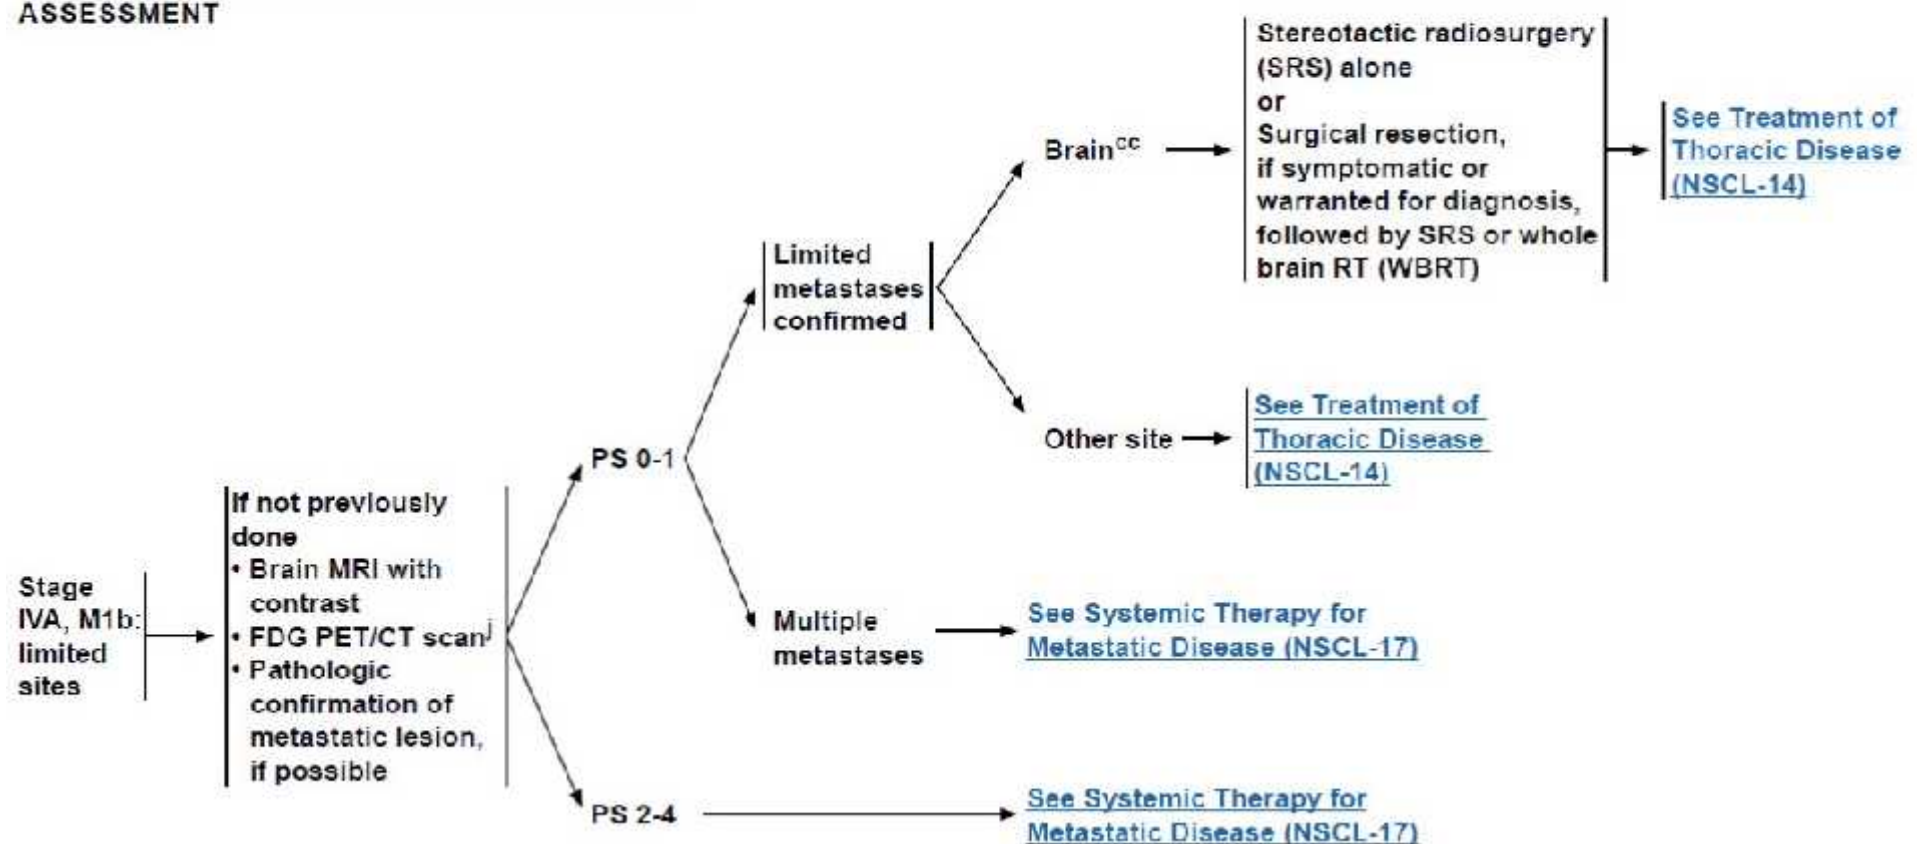 ASSESSMENT
Stage
IVA, M1b:
limited
sites
If not previously
done
• Brain MRI with
contrast
• FDG PET/CT scanj
• Pathologic
confirmation of
metastatic lesion,
if possible
PS 0-1
Limited
metastases
confirmed
Braincc
Stereotactic radiosurgery
(SRS) alone
or
Surgical resection,
if symptomatic or
warranted for diagnosis,
followed by SRS or whole
brain RT (WBRT)
See Treatment of
Thoracic Disease
(NSCL-14)
Other site
See Treatment of
Thoracic Disease
(NSCL-14)
Multiple
metastases
See Systemic Therapy for
Metastatic Disease (NSCL-17)
PS 2-4
See Systemic Therapy for
Metastatic Disease (NSCL-17)